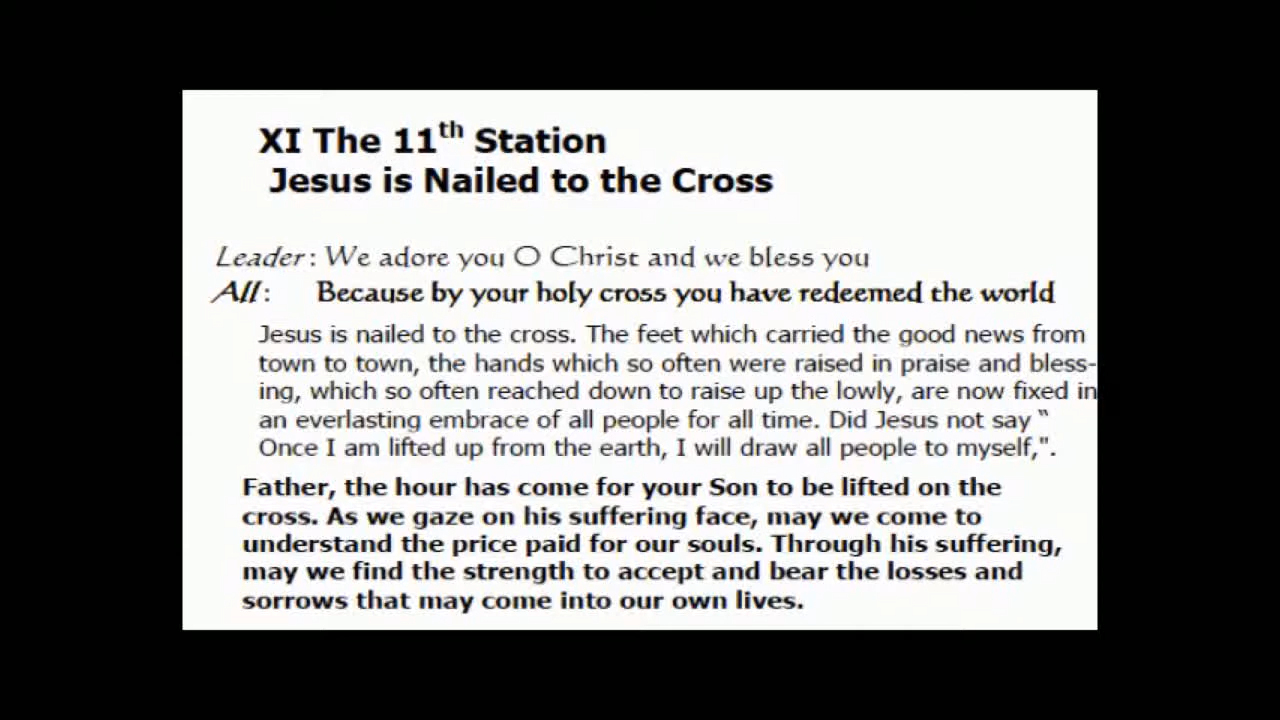 XI The 11th Station
Jesus is Nailed to the Cross
Leader: We adore you O Christ and we bless you
All: Because by your holy cross you have redeemed the world
Jesus is nailed to the cross. The feet which carried the good news from
town to town, the hands which so often were raised in praise and bless-
ing, which so often reached down to raise up the lowly, are now fixed in
an everlasting embrace of all people for all time. Did Jesus not say “
Once I am lifted up from the earth, I will draw all people to myself,".
Father, the hour has come for your Son to be lifted on the
cross. As we gaze on his suffering face, may we come to
understand the price paid for our souls. Through his suffering,
may we find the strength to accept and bear the losses and
sorrows that may come into our own lives.